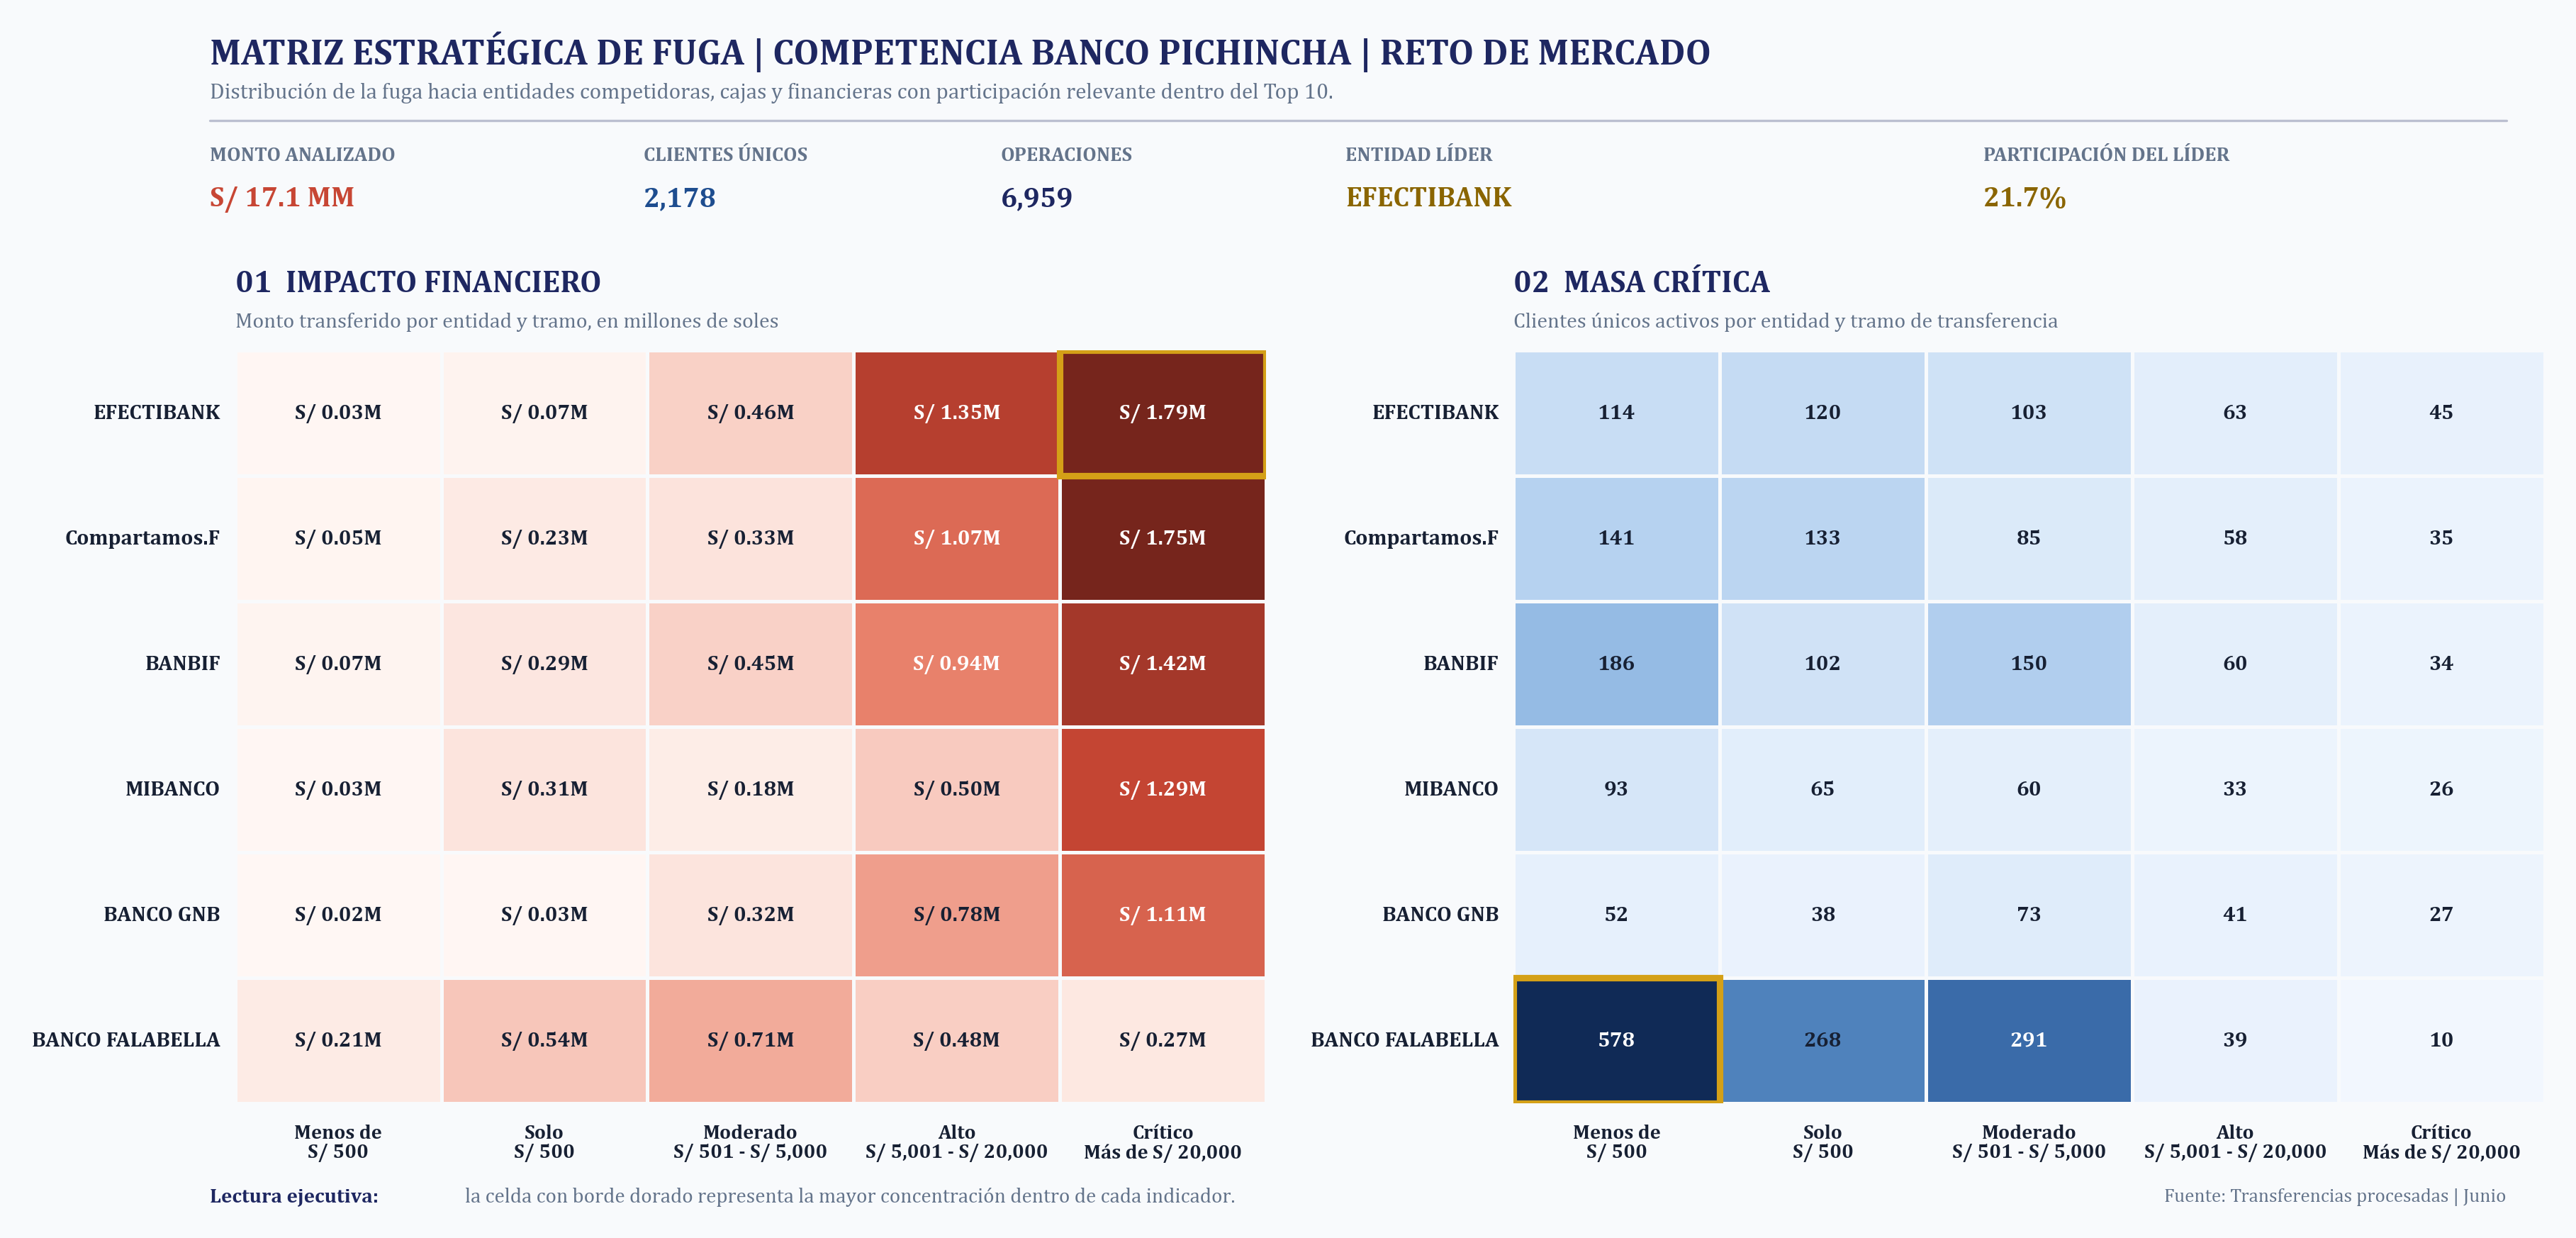 MATRIZ ESTRATÉGICA DE FUGA | COMPETENCIA BANCO PICHINCHA | RETO DE MERCADO
Distribución de la fuga hacia entidades competidoras, cajas y financieras con participación relevante dentro del Top 10.
MONTO ANALIZADO CLIENTES ÚNICOS OPERACIONES ENTIDAD LÍDER PARTICIPACIÓN DEL LÍDER
S/ 17.1 MM 2,178 6,959 EFECTIBANK 21.7%
01 IMPACTO FINANCIERO
Monto transferido por entidad y tramo, en millones de soles
EFECTIBANK S/ 0.03M S/ 0.07M S/ 0.46M S/ 1.35M S/ 1.79M
Compartamos.F S/ 0.05M S/ 0.23M S/ 0.33M S/ 1.07M S/ 1.75M
BANBIF S/ 0.07M S/ 0.29M S/ 0.45M S/ 0.94M S/ 1.42M
MIBANCO S/ 0.03M S/ 0.31M S/ 0.18M S/ 0.50M S/ 1.29M
BANCO GNB S/ 0.02M S/ 0.03M S/ 0.32M S/ 0.78M S/ 1.11M
BANCO FALABELLA S/ 0.21M S/ 0.54M S/ 0.71M S/ 0.48M S/ 0.27M
Menos de Solo Moderado Alto Crítico
S/ 500 S/ 500 S/ 501 - S/ 5,000 S/ 5,001 - S/ 20,000 Más de S/ 20,000
02 MASA CRÍTICA
Clientes únicos activos por entidad y tramo de transferencia
EFECTIBANK 114 120 103 63 45
Compartamos.F 141 133 85 58 35
BANBIF 186 102 150 60 34
MIBANCO 93 65 60 33 26
BANCO GNB 52 38 73 41 27
BANCO FALABELLA 578 268 291 39 10
Menos de Solo Moderado Alto Crítico
S/ 500 S/ 500 S/ 501 - S/ 5,000 S/ 5,001 - S/ 20,000 Más de S/ 20,000
Lectura ejecutiva: la celda con borde dorado representa la mayor concentración dentro de cada indicador.
Fuente: Transferencias procesadas | Junio